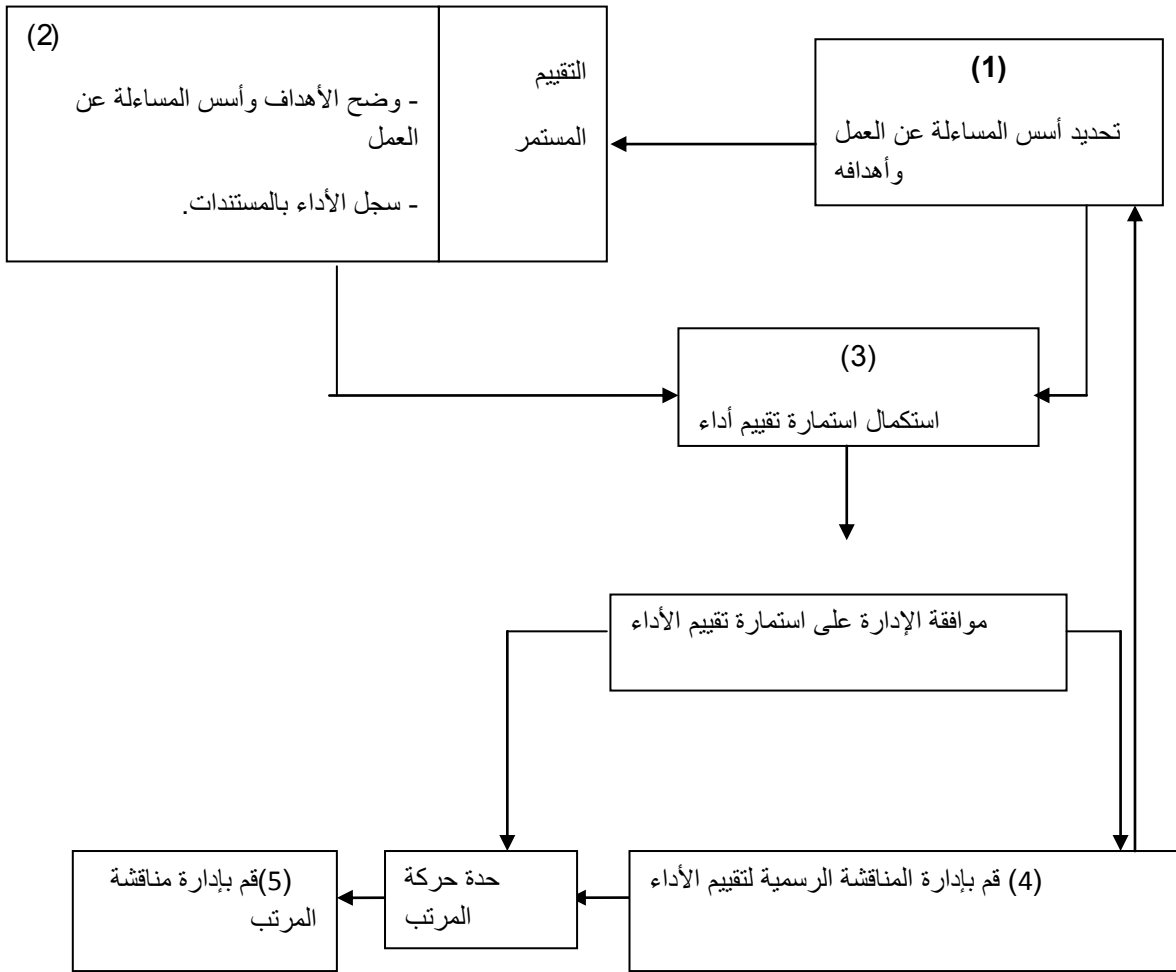 (1)
تحديد أسس المساءلة عن العمل
وأهدافه
(2)
التقييم
المستمر
- وضح الأهداف وأسس المساءلة عن
العمل
- سجل الأداء بالمستندات.
(3)
استكمال استمارة تقييم أداء
موافقة الإدارة على استمارة تقييم الأداء
(4) قم بإدارة المناقشة الرسمية لتقييم الأداء
حدة حركة
المرتب
(5)قم بإدارة مناقشة
المرتب